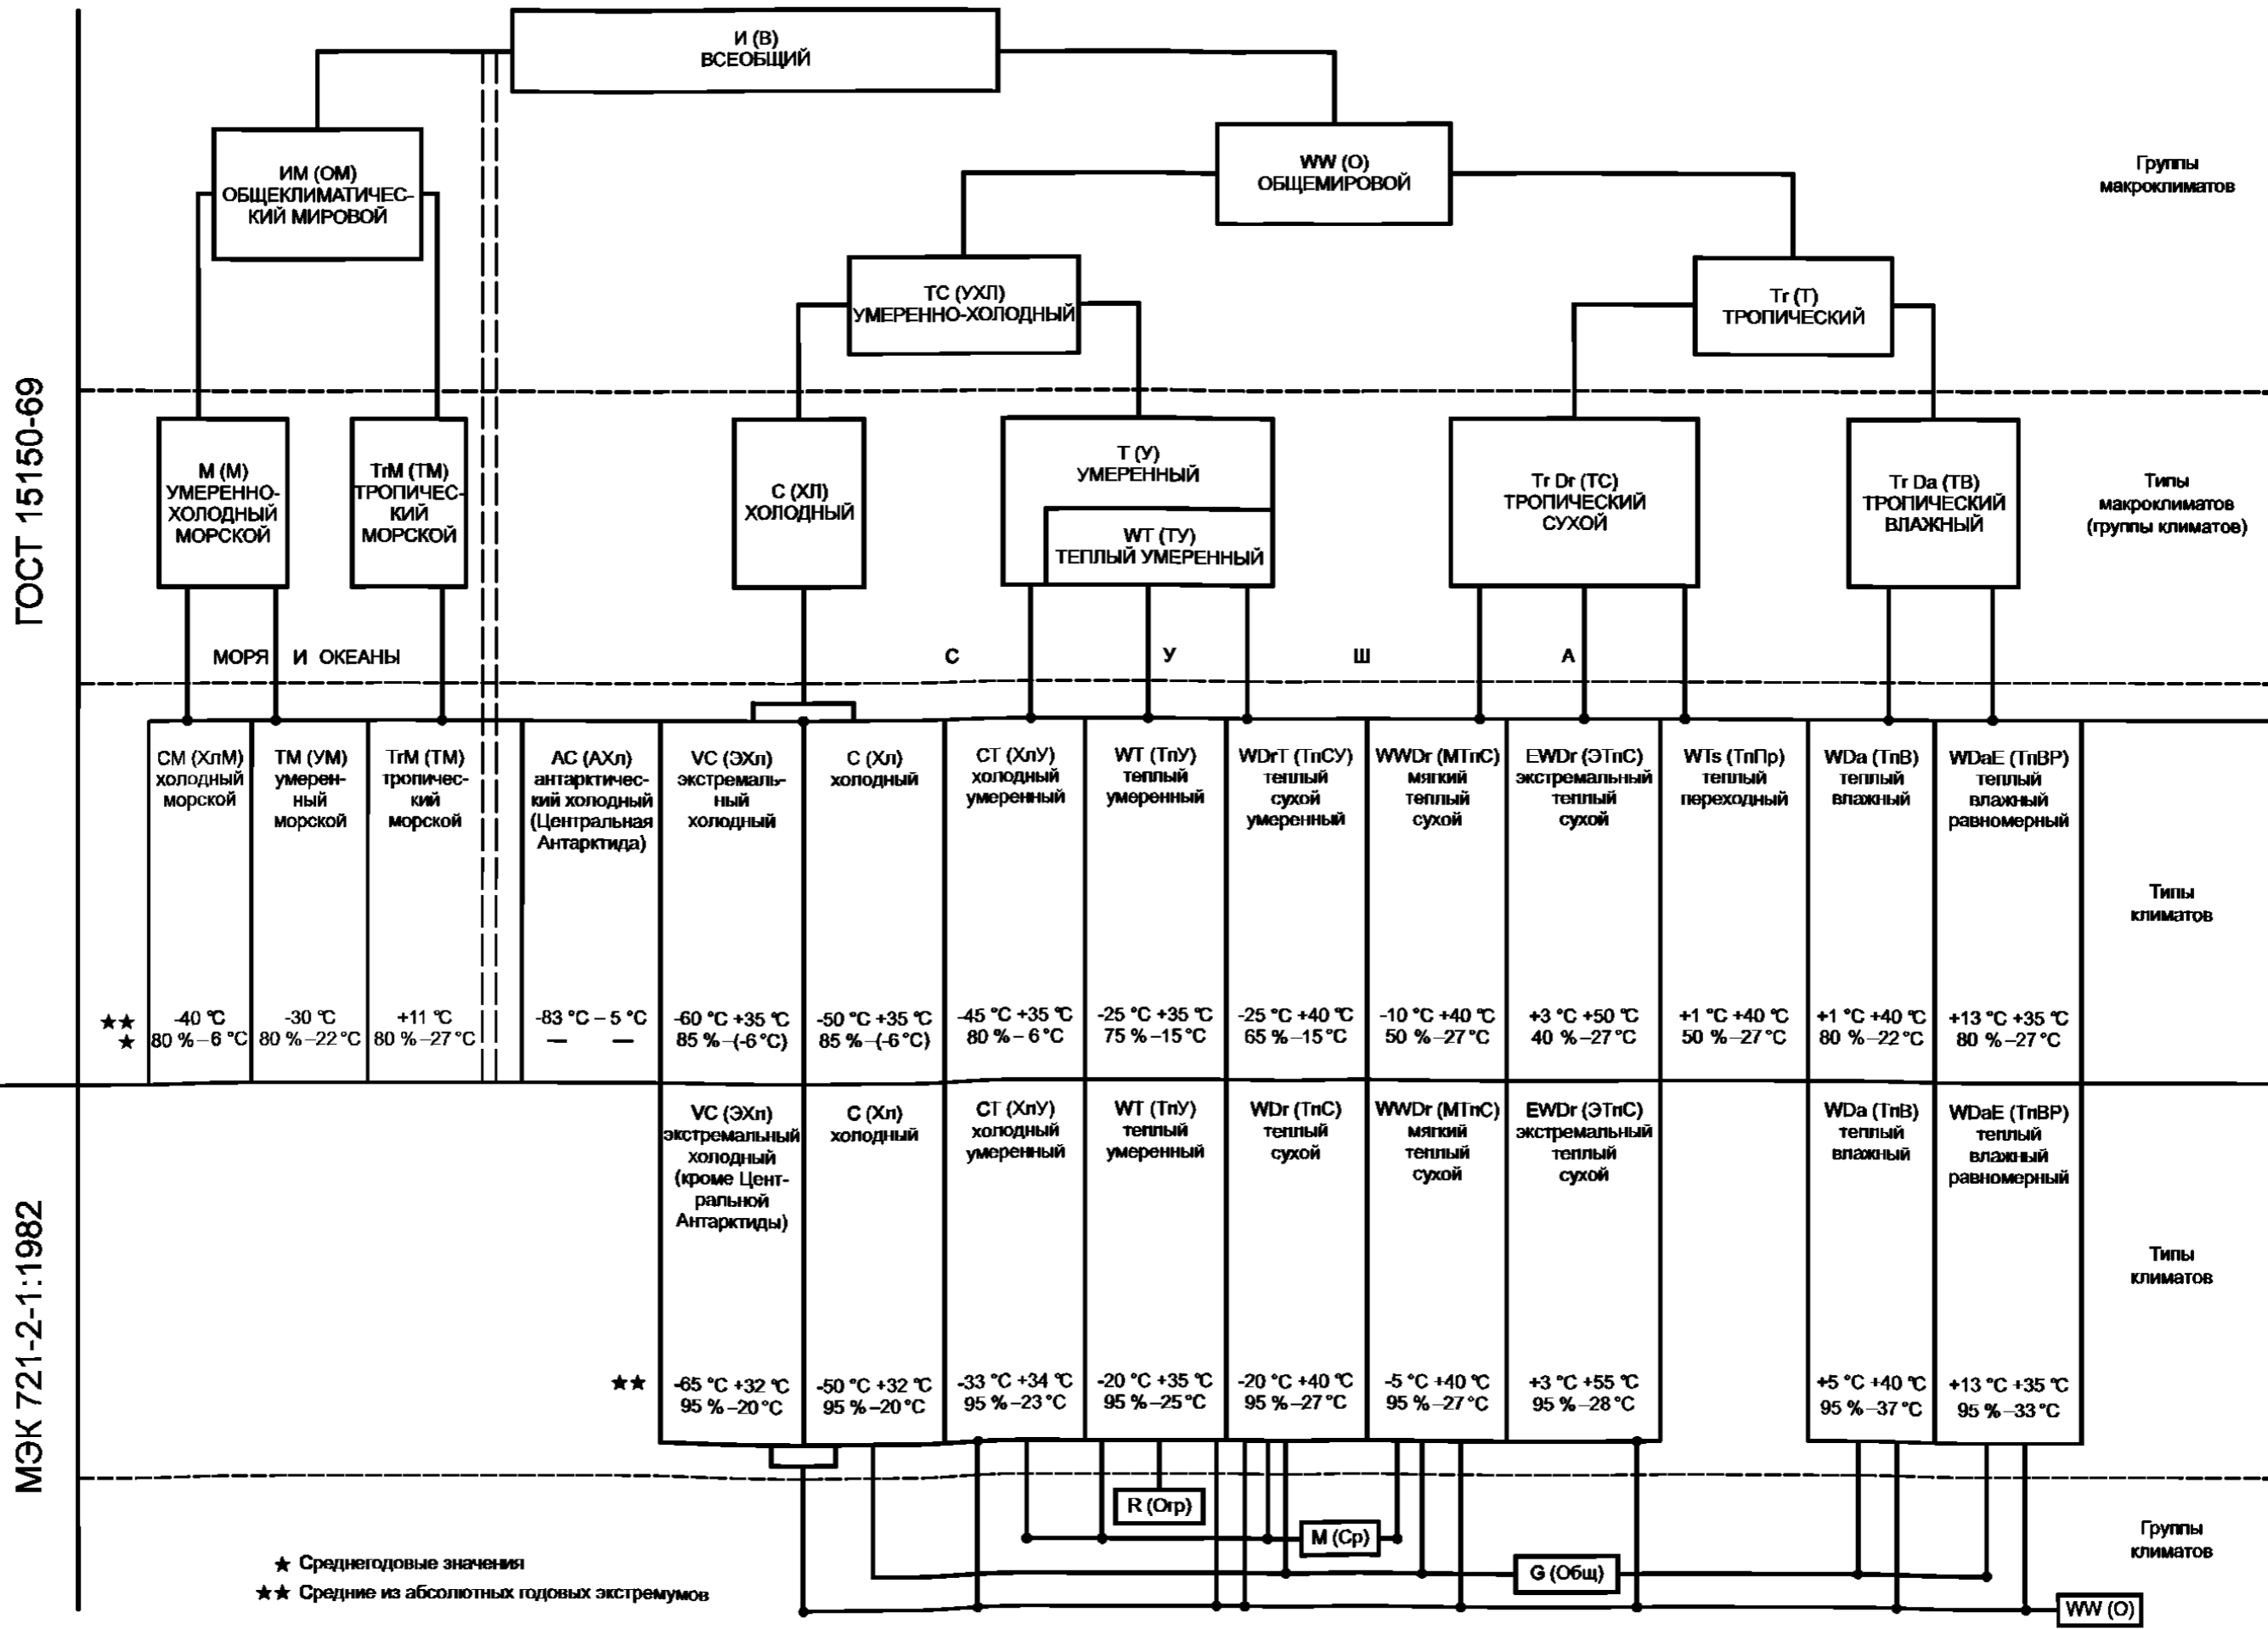 И (В)
ВСЕОБЩИЙ
ИМ (ОМ)
ОБЩЕКЛИМАТИЧЕС-
КИЙ МИРОВОЙ
WW (О)
ОБЩЕМИРОВОЙ
Группы
макроклиматов
ТС (УХЛ)
УМЕРЕННО-ХОЛОДНЫЙ
Tr (Т)
ТРОПИЧЕСКИЙ
ГОСТ 15150-69
М (М)
УМЕРЕННО-
ХОЛОДНЫЙ
МОРСКОЙ
TrM (ТМ)
ТРОПИЧЕС-
КИЙ
МОРСКОЙ
С (ХЛ)
ХОЛОДНЫЙ
Т (У)
УМЕРЕННЫЙ
WT (ТУ)
ТЕПЛЫЙ УМЕРЕННЫЙ
Tr Dr (ТС)
ТРОПИЧЕСКИЙ
СУХОЙ
Tr Da (ТВ)
ТРОПИЧЕСКИЙ
ВЛАЖНЫЙ
Типы
макроклиматов
(группы климатов)
МОРЯ И ОКЕАНЫ
С У Ш А
СМ (ХлМ)
холодный
морской
ТМ (УМ)
умерен-
ный
морской
TrM (ТМ)
тропичес-
кий
морской
АС (АХл)
антарктичес-
кий холодный
(Центральная
Антарктида)
VC (ЭХл)
экстремаль-
ный
холодный
С (Хл)
холодный
СТ (ХлУ)
холодный
умеренный
WT (ТпУ)
теплый
умеренный
WDrT (ТпСУ)
теплый
сухой
умеренный
WWDr (МТпС)
мягкий
теплый
сухой
EWDr (ЭТпС)
экстремальный
теплый
сухой
WTs (ТпПр)
теплый
переходный
WDa (ТпВ)
теплый
влажный
WDaE (ТпВР)
теплый
влажный
равномерный
Типы
климатов
★★
★
-40 °С
80 %–6 °С
-30 °С
80 %–22 °С
+11 °С
80 %–27 °С
-83 °С – 5 °С
— —
-60 °С +35 °С
85 %–(-6 °С)
-50 °С +35 °С
85 %–(-6 °С)
-45 °С +35 °С
80 %– 6 °С
-25 °С +35 °С
75 %–15 °С
-25 °С +40 °С
65 %–15 °С
-10 °С +40 °С
50 %–27 °С
+3 °С +50 °С
40 %–27 °С
+1 °С +40 °С
50 %–27 °С
+1 °С +40 °С
80 %–22 °С
+13 °С +35 °С
80 %–27 °С
МЭК 721-2-1:1982
VC (ЭХл)
экстремальный
холодный
(кроме Цент-
ральной
Антарктиды)
С (Хл)
холодный
СТ (ХлУ)
холодный
умеренный
WT (ТпУ)
теплый
умеренный
WDr (ТпС)
теплый
сухой
WWDr (МТпС)
мягкий
теплый
сухой
EWDr (ЭТпС)
экстремальный
теплый
сухой
WDa (ТпВ)
теплый
влажный
WDaE (ТпВР)
теплый
влажный
равномерный
Типы
климатов
★★
-65 °С +32 °С
95 %–20 °С
-50 °С +32 °С
95 %–20 °С
-33 °С +34 °С
95 %–23 °С
-20 °С +35 °С
95 %–25 °С
-20 °С +40 °С
95 %–27 °С
-5 °С +40 °С
95 %–27 °С
+3 °С +55 °С
95 %–28 °С
+5 °С +40 °С
95 %–37 °С
+13 °С +35 °С
95 %–33 °С
R (Огр)
М (Ср)
G (Общ)
WW (О)
Группы
климатов
★ Среднегодовые значения
★★ Средние из абсолютных годовых экстремумов